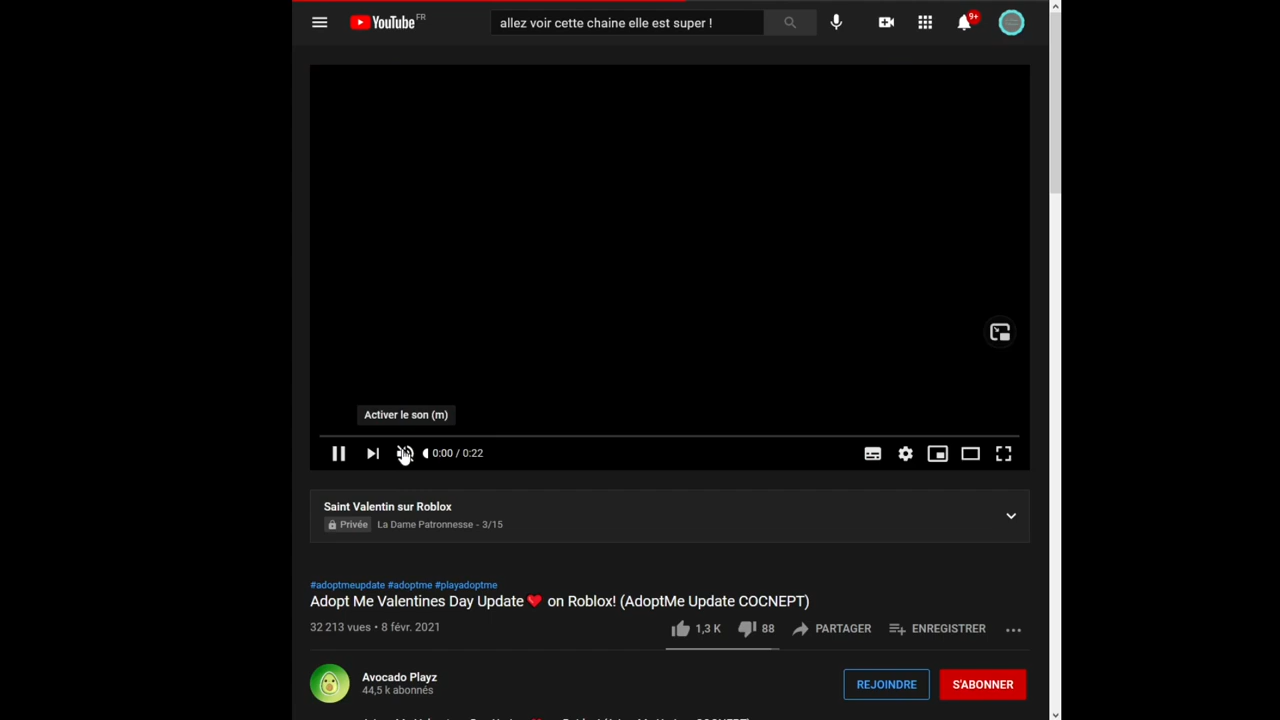 YouTube FR
allez voir cette chaine elle est super !
9+
Activer le son (m)
0:00 / 0:22
Saint Valentin sur Roblox
Privée La Dame Patronnesse - 3/15
#adoptmeupdate #adoptme #playadoptme
Adopt Me Valentines Day Update ❤ on Roblox! (AdoptMe Update COCNEPT)
32 213 vues • 8 févr. 2021
1,3 K 88 PARTAGER ENREGISTRER
Avocado Playz
44,5 k abonnés
REJOINDRE S'ABONNER